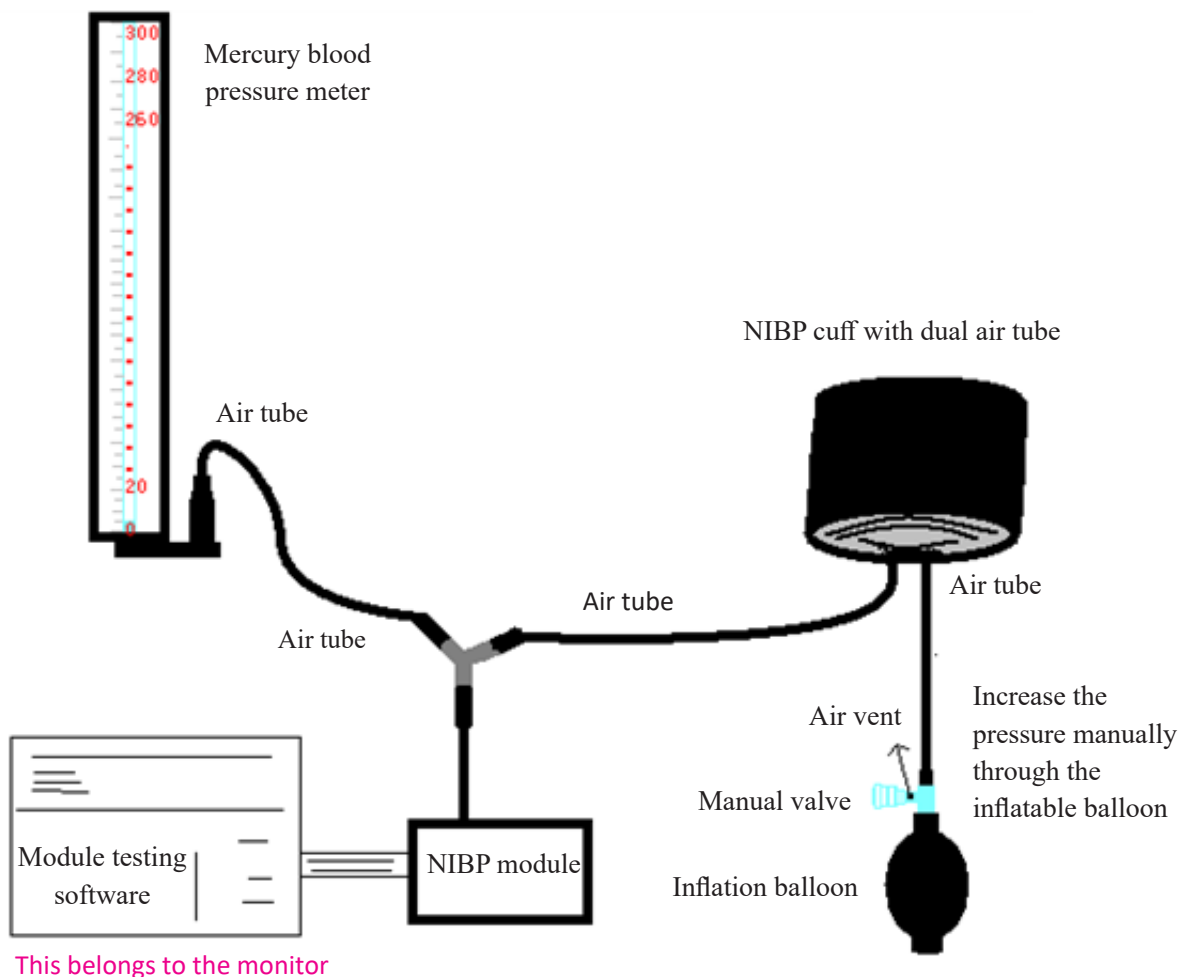 300
Mercury blood
pressure meter
280
260
NIBP cuff with dual air tube
Air tube
20
0
Air tube
Air tube
Air tube
Increase the
pressure manually
through the
inflatable balloon
Air vent
Manual valve
Module testing
software
NIBP module
Inflation balloon
This belongs to the monitor